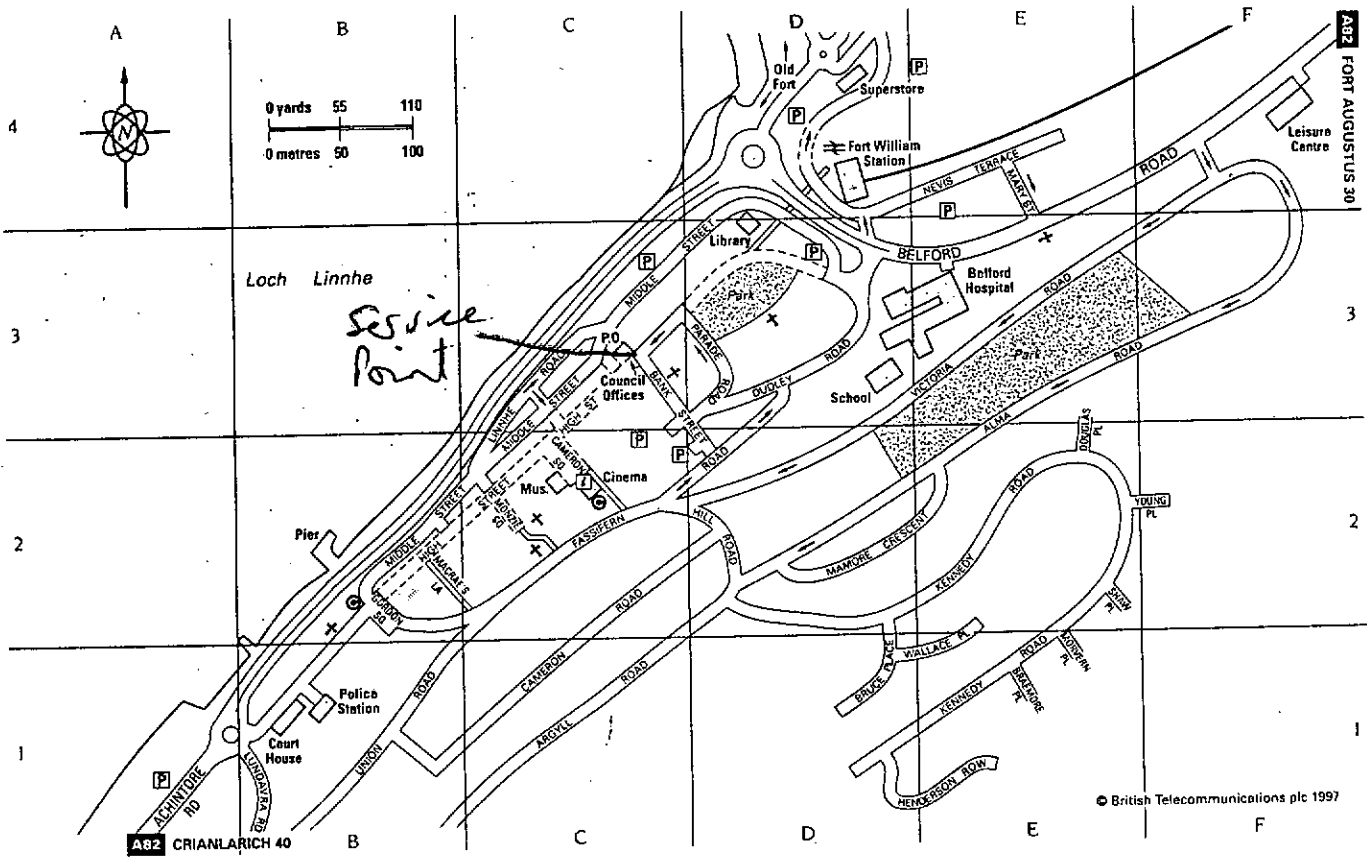 A
B
C
D
E
F
A82 FORT AUGUSTUS 30
4
N
0 yards 55 110
0 metres 50 100
Old
Fort
P
Superstore
P
Fort William
Station
NEVIS TERRACE
MARY ST
ROAD
Leisure
Centre
4
P
Library
P
BELFORD
Belford
Hospital
Loch Linnhe
P
MIDDLE STREET
Park
3
Service
Point
P.O
Council
Offices
BANK STREET
PARADE ROAD
DUDLEY ROAD
School
VICTORIA ROAD
Park
ALMA ROAD
3
LINNHE ROAD
MIDDLE STREET
HIGH ST
P
P
CAMERON SQ
Cinema
Mus.
i
C
MONZIE SQ
DOUGLAS
PL
YOUNG
PL
Pier
MIDDLE STREET
HIGH STREET
MACRAE'S
LA
FASSIFERN ROAD
HILL ROAD
MAMORE CRESCENT
KENNEDY ROAD
SHAW
PL
2
2
C
GORDON
SQ
CAMERON ROAD
BRUCE PLACE
WALLACE PL
MORVERN
PL
BRAEMORE
PL
KENNEDY ROAD
Police
Station
Court
House
UNION ROAD
ARGYLL ROAD
1
1
P
ACHINTORE
RD
LUNDAVRA RD
HENDERSON ROW
© British Telecommunications plc 1997
A82 CRIANLARICH 40
B
C
D
E
F